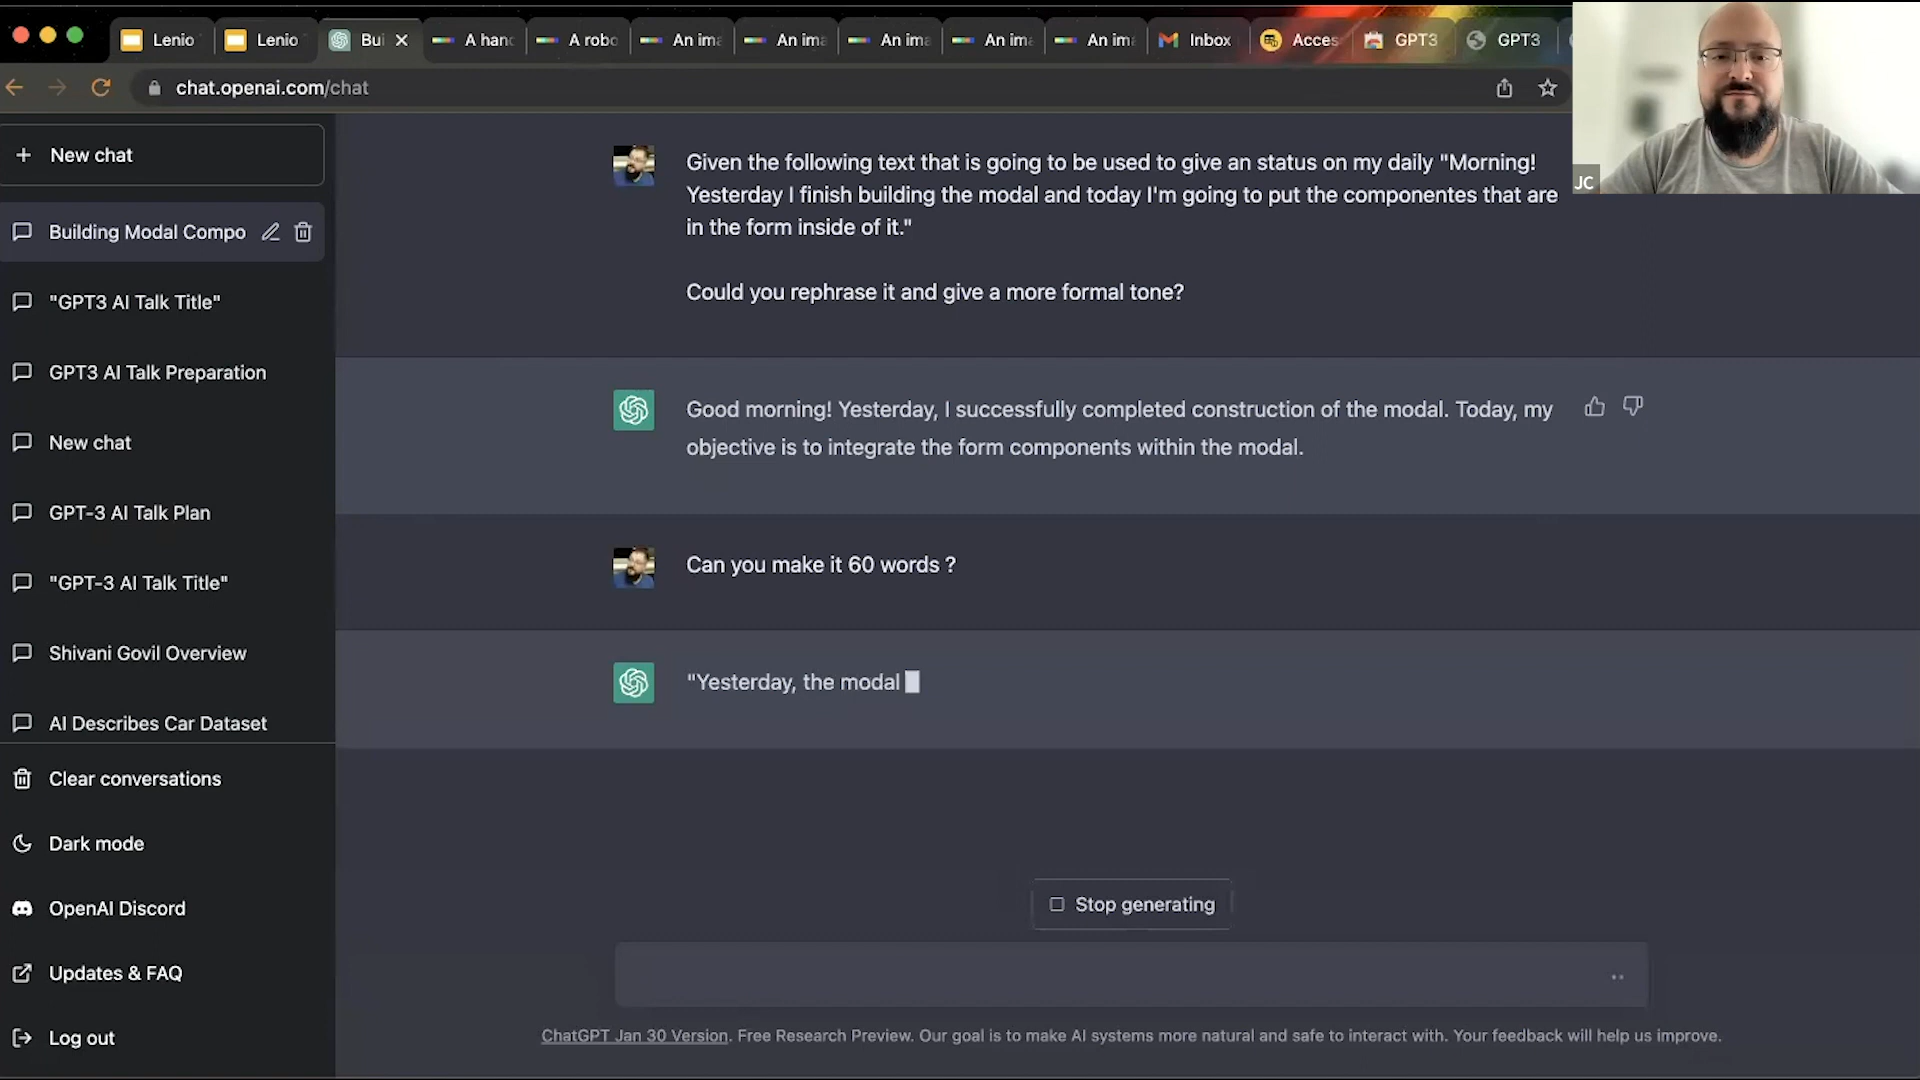 Lenio Lenio Bui A hanc A robo An ima An ima An ima An ima An ima Inbox Acces GPT3 GPT3
chat.openai.com/chat
New chat
Building Modal Compo
"GPT3 AI Talk Title"
GPT3 AI Talk Preparation
New chat
GPT-3 AI Talk Plan
"GPT-3 AI Talk Title"
Shivani Govil Overview
AI Describes Car Dataset
Clear conversations
Dark mode
OpenAI Discord
Updates & FAQ
Log out
Given the following text that is going to be used to give an status on my daily "Morning!
Yesterday I finish building the modal and today I'm going to put the componentes that are
in the form inside of it."
Could you rephrase it and give a more formal tone?
Good morning! Yesterday, I successfully completed construction of the modal. Today, my
objective is to integrate the form components within the modal.
Can you make it 60 words ?
"Yesterday, the modal
Stop generating
ChatGPT Jan 30 Version. Free Research Preview. Our goal is to make AI systems more natural and safe to interact with. Your feedback will help us improve.
JC